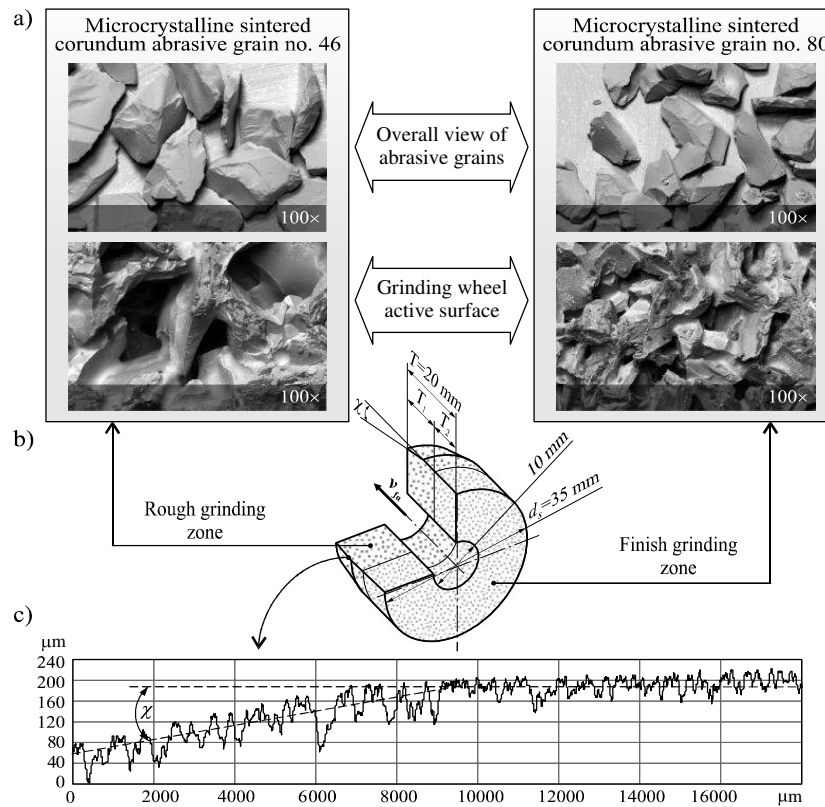 a)
Microcrystalline sintered
corundum abrasive grain no. 46
100×
100×
Overall view of
abrasive grains
Grinding wheel
active surface
Microcrystalline sintered
corundum abrasive grain no. 80
100×
100×
b)
T=20 mm
T1
T2
χ
vfa
10 mm
ds=35 mm
Rough grinding
zone
Finish grinding
zone
c)
μm
240
200
160
120
80
40
0
χ
0 2000 4000 6000 8000 10000 12000 14000 16000 μm